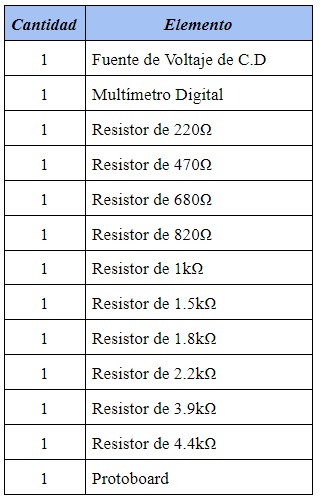 Cantidad Elemento
1 Fuente de Voltaje de C.D
1 Multímetro Digital
1 Resistor de 220Ω
1 Resistor de 470Ω
1 Resistor de 680Ω
1 Resistor de 820Ω
1 Resistor de 1kΩ
1 Resistor de 1.5kΩ
1 Resistor de 1.8kΩ
1 Resistor de 2.2kΩ
1 Resistor de 3.9kΩ
1 Resistor de 4.4kΩ
1 Protoboard